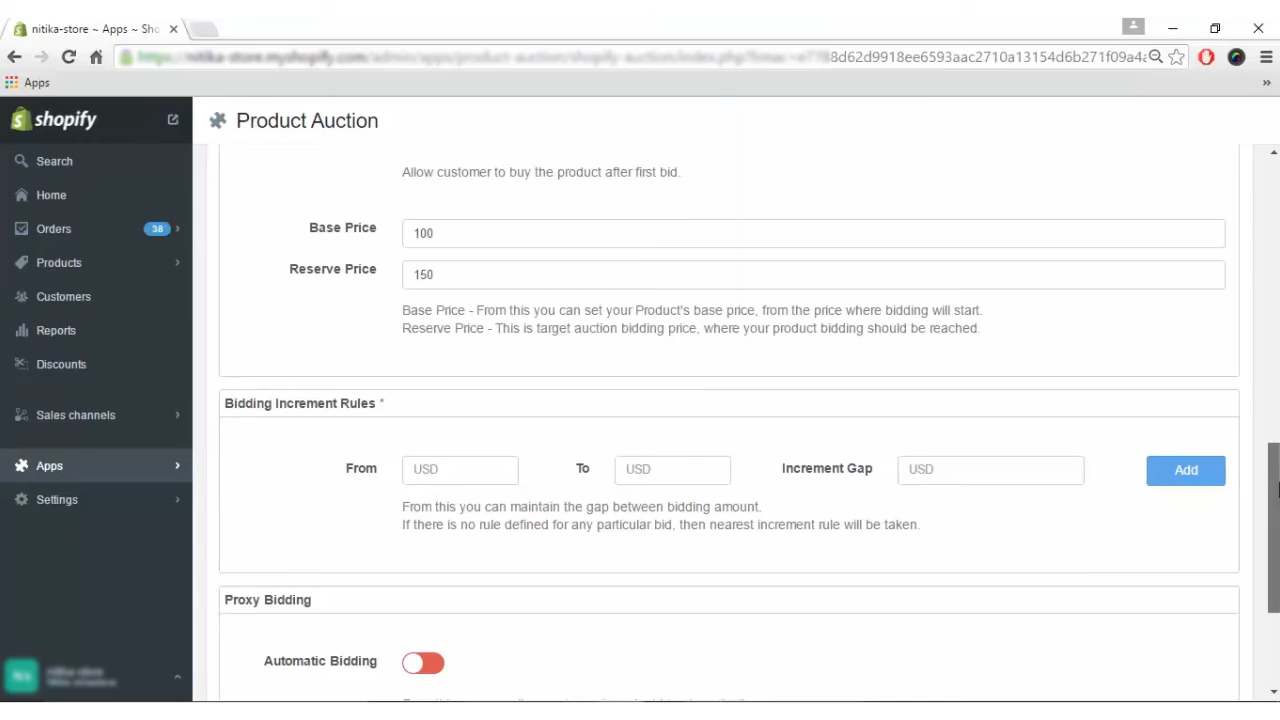 nitika-store ~ Apps ~ Sho
8d62d9918ee6593aac2710a13154d6b271f09a4a
Apps
shopify
Product Auction
Search
Home
Orders 38
Products
Customers
Reports
Discounts
Sales channels
Apps
Settings
Allow customer to buy the product after first bid.
Base Price 100
Reserve Price 150
Base Price - From this you can set your Product's base price, from the price where bidding will start.
Reserve Price - This is target auction bidding price, where your product bidding should be reached.
Bidding Increment Rules *
From USD To USD Increment Gap USD Add
From this you can maintain the gap between bidding amount.
If there is no rule defined for any particular bid, then nearest increment rule will be taken.
Proxy Bidding
Automatic Bidding